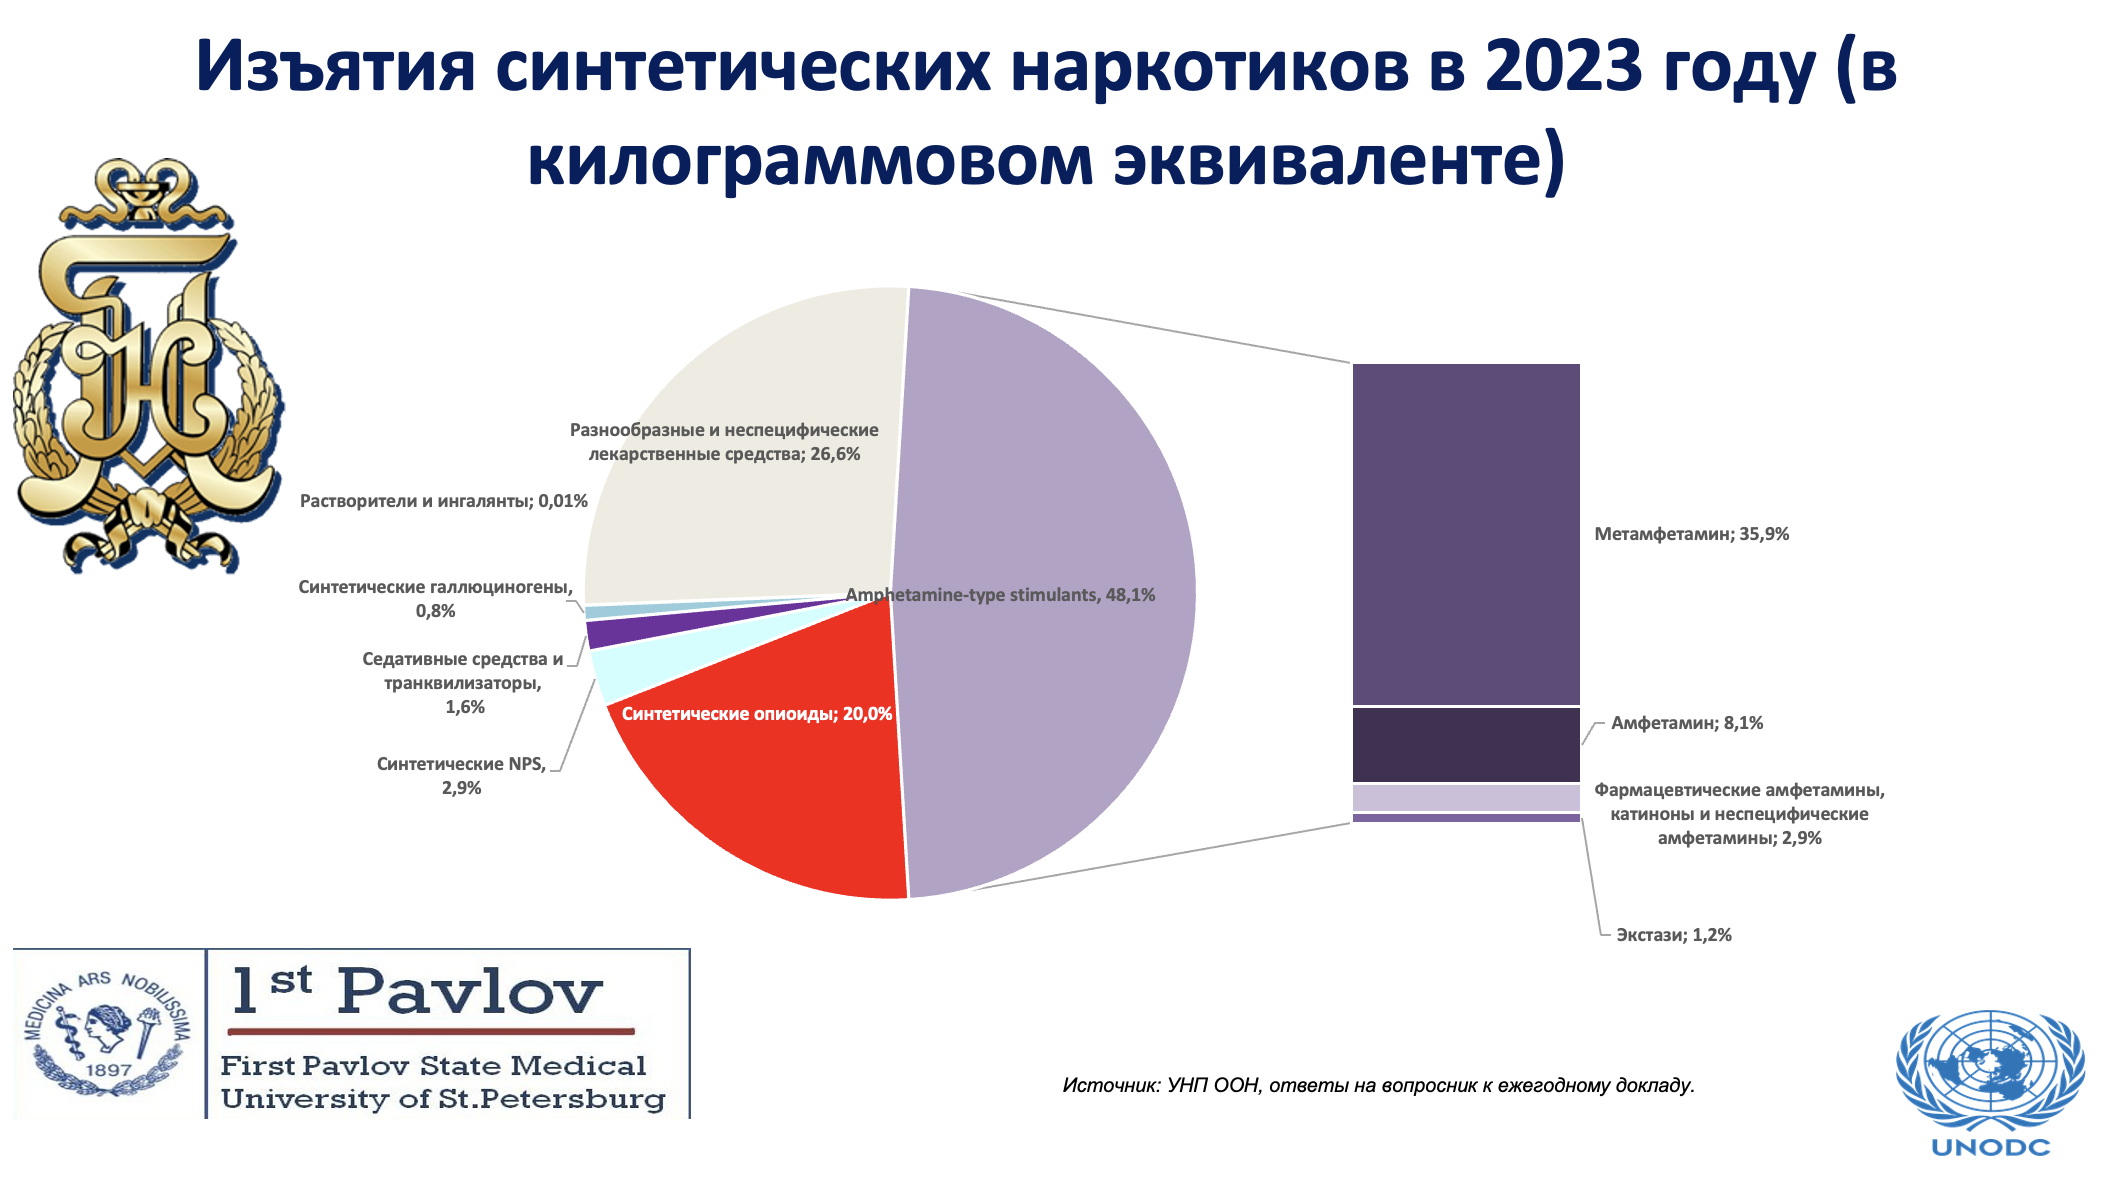 Изъятия синтетических наркотиков в 2023 году (в
килограммовом эквиваленте)
Разнообразные и неспецифические
лекарственные средства; 26,6%
Растворители и ингалянты; 0,01%
Синтетические галлюциногены,
0,8%
Седативные средства и
транквилизаторы,
1,6%
Синтетические NPS,
2,9%
Синтетические опиоиды; 20,0%
Amphetamine-type stimulants, 48,1%
Метамфетамин; 35,9%
Амфетамин; 8,1%
Фармацевтические амфетамины,
катиноны и неспецифические
амфетамины; 2,9%
Экстази; 1,2%
MEDICINA ARS NOBILISSIMA
1897
1st Pavlov
First Pavlov State Medical
University of St.Petersburg
Источник: УНП ООН, ответы на вопросник к ежегодному докладу.
UNODC